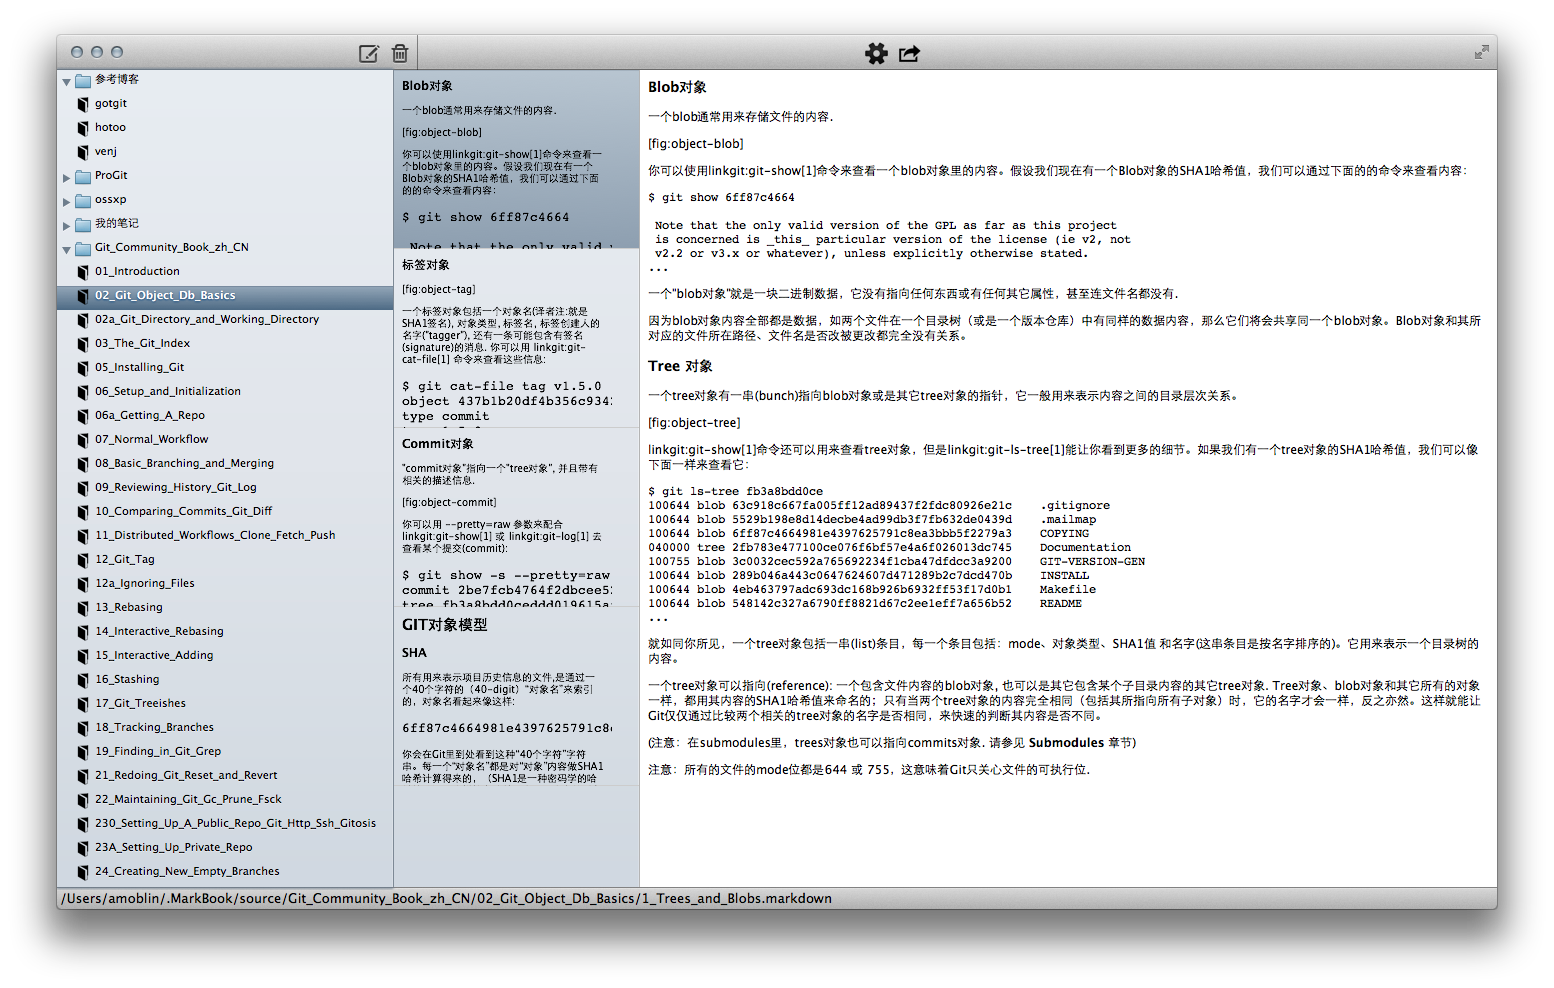 参考博客
gotgit
hotoo
venj
ProGit
ossxp
我的笔记
Git_Community_Book_zh_CN
01_Introduction
02_Git_Object_Db_Basics
02a_Git_Directory_and_Working_Directory
03_The_Git_Index
05_Installing_Git
06_Setup_and_Initialization
06a_Getting_A_Repo
07_Normal_Workflow
08_Basic_Branching_and_Merging
09_Reviewing_History_Git_Log
10_Comparing_Commits_Git_Diff
11_Distributed_Workflows_Clone_Fetch_Push
12_Git_Tag
12a_Ignoring_Files
13_Rebasing
14_Interactive_Rebasing
15_Interactive_Adding
16_Stashing
17_Git_Treeishes
18_Tracking_Branches
19_Finding_in_Git_Grep
21_Redoing_Git_Reset_and_Revert
22_Maintaining_Git_Gc_Prune_Fsck
230_Setting_Up_A_Public_Repo_Git_Http_Ssh_Gitosis
23A_Setting_Up_Private_Repo
24_Creating_New_Empty_Branches
Blob对象
一个blob通常用来存储文件的内容.
[fig:object-blob]
你可以使用linkgit:git-show[1]命令来查看一
个blob对象里的内容。假设我们现在有一个
Blob对象的SHA1哈希值，我们可以通过下面
的的命令来查看内容：
$ git show 6ff87c4664
Note that the only valid
标签对象
[fig:object-tag]
一个标签对象包括一个对象名(译者注:就是
SHA1签名), 对象类型, 标签名, 标签创建人的
名字("tagger"), 还有一条可能包含有签名
(signature)的消息. 你可以用 linkgit:git-
cat-file[1] 命令来查看这些信息:
$ git cat-file tag v1.5.0
object 437b1b20df4b356c934
type commit
Commit对象
"commit对象"指向一个"tree对象", 并且带有
相关的描述信息.
[fig:object-commit]
你可以用 --pretty=raw 参数来配合
linkgit:git-show[1] 或 linkgit:git-log[1] 去
查看某个提交(commit):
$ git show -s --pretty=raw
commit 2be7fcb4764f2dbcee5
tree fb3a8bdd0ceddd019615a
GIT对象模型
SHA
所有用来表示项目历史信息的文件,是通过一
个40个字符的（40-digit）“对象名”来索引
的，对象名看起来像这样:
6ff87c4664981e4397625791c8
你会在Git里到处看到这种“40个字符”字符
串。每一个“对象名”都是对“对象”内容做SHA1
哈希计算得来的，（SHA1是一种密码学的哈
Blob对象
一个blob通常用来存储文件的内容.
[fig:object-blob]
你可以使用linkgit:git-show[1]命令来查看一个blob对象里的内容。假设我们现在有一个Blob对象的SHA1哈希值，我们可以通过下面的的命令来查看内容：
$ git show 6ff87c4664
Note that the only valid version of the GPL as far as this project
is concerned is _this_ particular version of the license (ie v2, not
v2.2 or v3.x or whatever), unless explicitly otherwise stated.
...
一个"blob对象"就是一块二进制数据，它没有指向任何东西或有任何其它属性，甚至连文件名都没有.
因为blob对象内容全部都是数据，如两个文件在一个目录树（或是一个版本仓库）中有同样的数据内容，那么它们将会共享同一个blob对象。Blob对象和其所
对应的文件所在路径、文件名是否改被更改都完全没有关系。
Tree 对象
一个tree对象有一串(bunch)指向blob对象或是其它tree对象的指针，它一般用来表示内容之间的目录层次关系。
[fig:object-tree]
linkgit:git-show[1]命令还可以用来查看tree对象，但是linkgit:git-ls-tree[1]能让你看到更多的细节。如果我们有一个tree对象的SHA1哈希值，我们可以像
下面一样来查看它：
$ git ls-tree fb3a8bdd0ce
100644 blob 63c918c667fa005ff12ad89437f2fdc80926e21c    .gitignore
100644 blob 5529b198e8d14decbe4ad99db3f7fb632de0439d    .mailmap
100644 blob 6ff87c4664981e4397625791c8ea3bbb5f2279a3    COPYING
040000 tree 2fb783e477100ce076f6bf57e4a6f026013dc745    Documentation
100755 blob 3c0032cec592a765692234f1cba47dfdcc3a9200    GIT-VERSION-GEN
100644 blob 289b046a443c0647624607d471289b2c7dcd470b    INSTALL
100644 blob 4eb463797adc693dc168b926b6932ff53f17d0b1    Makefile
100644 blob 548142c327a6790ff8821d67c2ee1eff7a656b52    README
...
就如同你所见，一个tree对象包括一串(list)条目，每一个条目包括：mode、对象类型、SHA1值 和名字(这串条目是按名字排序的)。它用来表示一个目录树的
内容。
一个tree对象可以指向(reference): 一个包含文件内容的blob对象, 也可以是其它包含某个子目录内容的其它tree对象. Tree对象、blob对象和其它所有的对象
一样，都用其内容的SHA1哈希值来命名的；只有当两个tree对象的内容完全相同（包括其所指向所有子对象）时，它的名字才会一样，反之亦然。这样就能让
Git仅仅通过比较两个相关的tree对象的名字是否相同，来快速的判断其内容是否不同。
(注意：在submodules里，trees对象也可以指向commits对象. 请参见 Submodules 章节)
注意：所有的文件的mode位都是644 或 755，这意味着Git只关心文件的可执行位.
/Users/amoblin/.MarkBook/source/Git_Community_Book_zh_CN/02_Git_Object_Db_Basics/1_Trees_and_Blobs.markdown